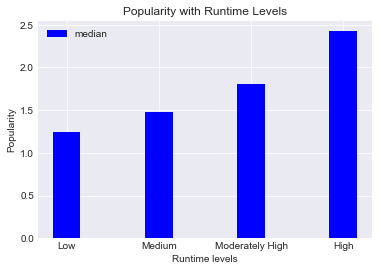 Popularity with Runtime Levels
median
Popularity
2.5
2.0
1.5
1.0
0.5
0.0
Low Medium Moderately High High
Runtime levels